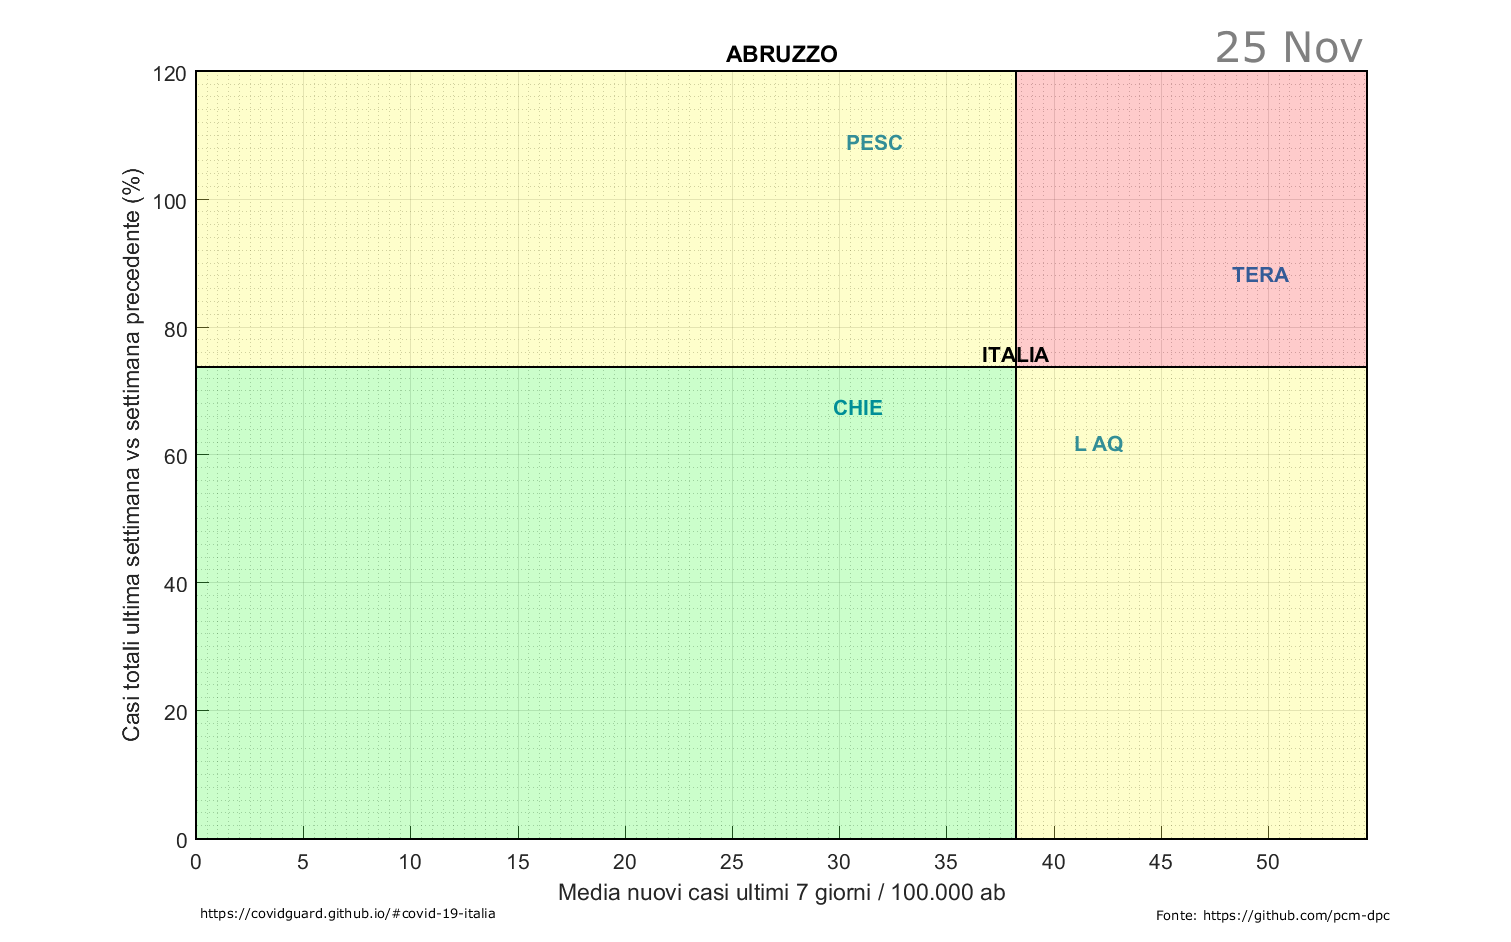 ABRUZZO
25 Nov
Casi totali ultima settimana vs settimana precedente (%)
120
100
80
60
40
20
0
PESC
TERA
ITALIA
CHIE
L AQ
0 5 10 15 20 25 30 35 40 45 50
Media nuovi casi ultimi 7 giorni / 100.000 ab
https://covidguard.github.io/#covid-19-italia
Fonte: https://github.com/pcm-dpc